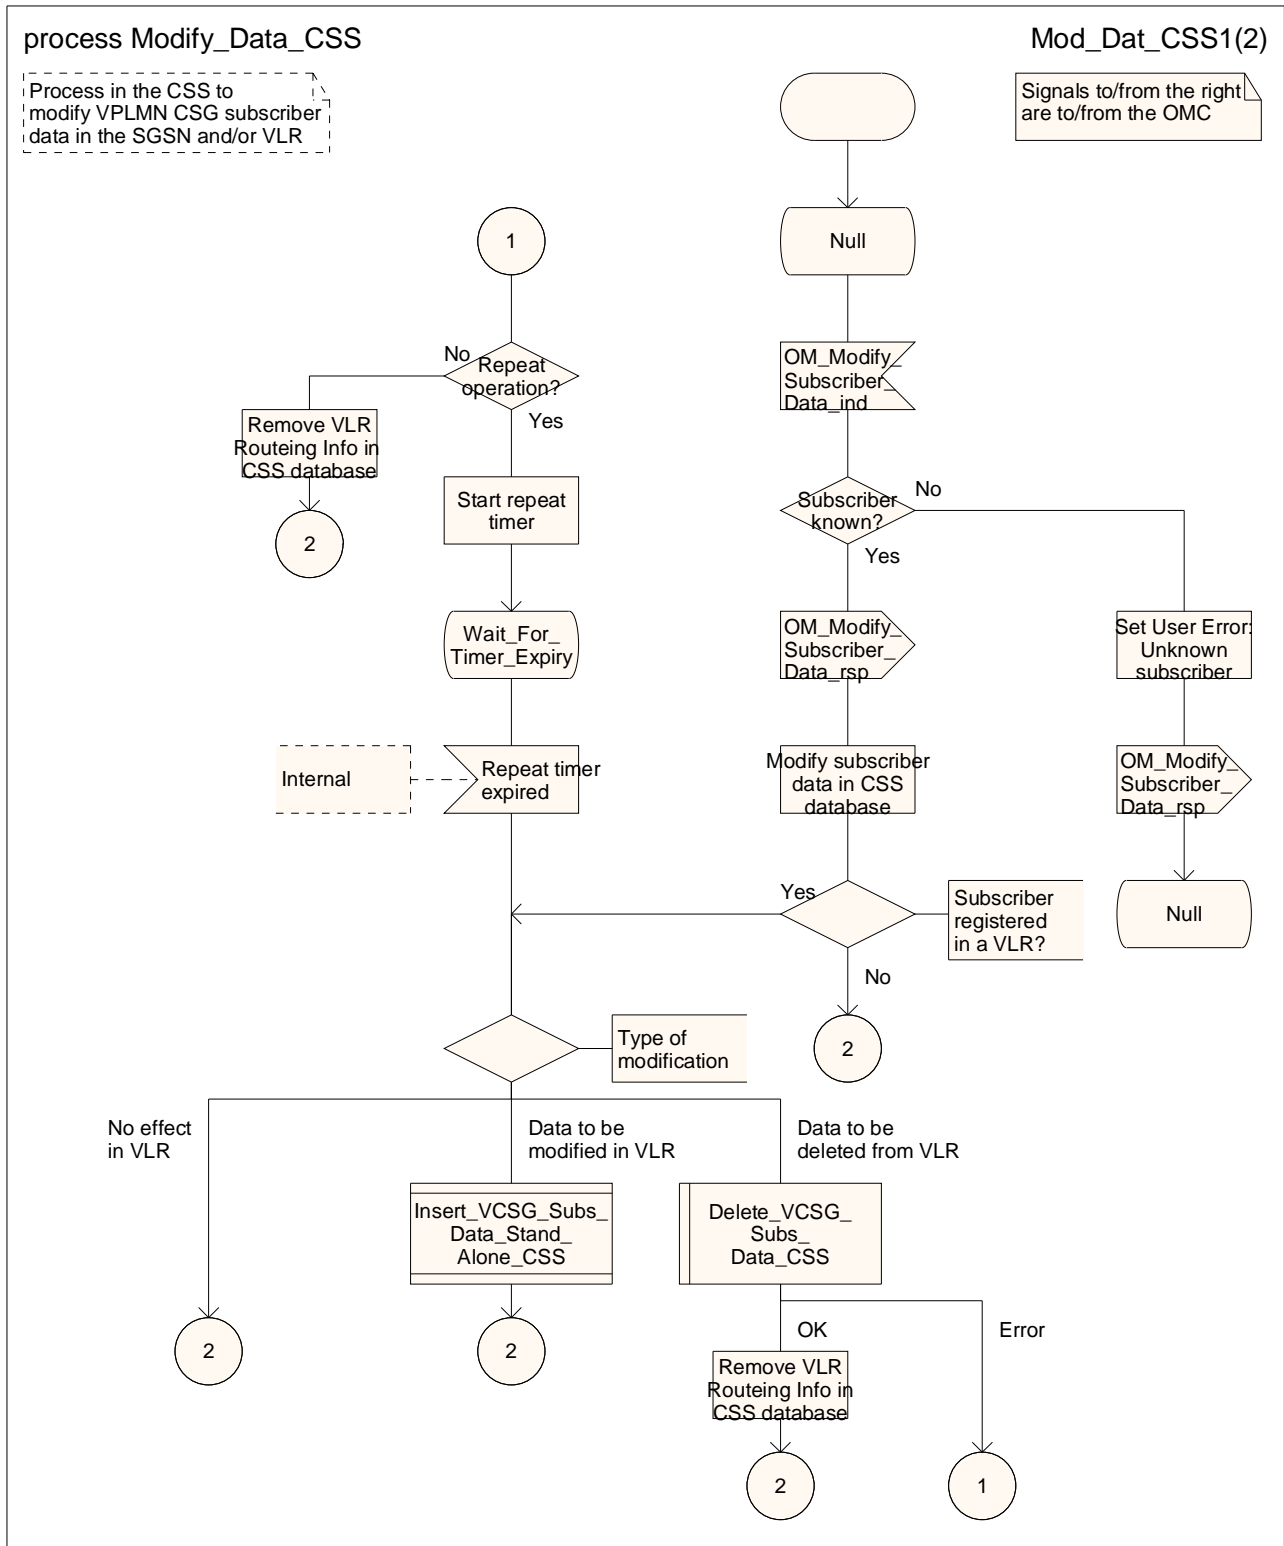 process Modify_Data_CSS
Mod_Dat_CSS1(2)
Process in the CSS to
modify VPLMN CSG subscriber
data in the SGSN and/or VLR
Signals to/from the right
are to/from the OMC
1
Null
No
Repeat
operation?
Yes
OM_Modify_
Subscriber_
Data_ind
Remove VLR
Routeing Info in
CSS database
Start repeat
timer
Subscriber
known?
No
Yes
2
Wait_For_
Timer_Expiry
OM_Modify_
Subscriber_
Data_rsp
Set User Error:
Unknown
subscriber
Internal
Repeat timer
expired
Modify subscriber
data in CSS
database
OM_Modify_
Subscriber_
Data_rsp
Yes
Subscriber
registered
in a VLR?
Null
No
2
Type of
modification
No effect
in VLR
Data to be
modified in VLR
Data to be
deleted from VLR
Insert_VCSG_Subs_
Data_Stand_
Alone_CSS
Delete_VCSG_
Subs_
Data_CSS
OK
Error
2
2
Remove VLR
Routeing Info in
CSS database
2
1